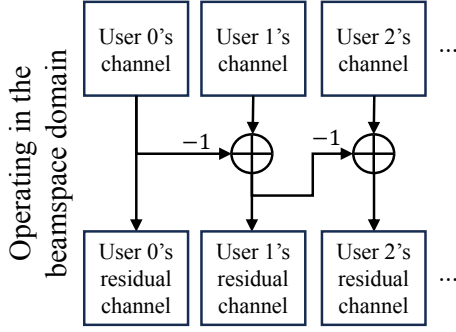 Operating in the
beamspace domain
User 0's
channel
User 1's
channel
User 2's
channel
...
−1
−1
User 0's
residual
channel
User 1's
residual
channel
User 2's
residual
channel
...